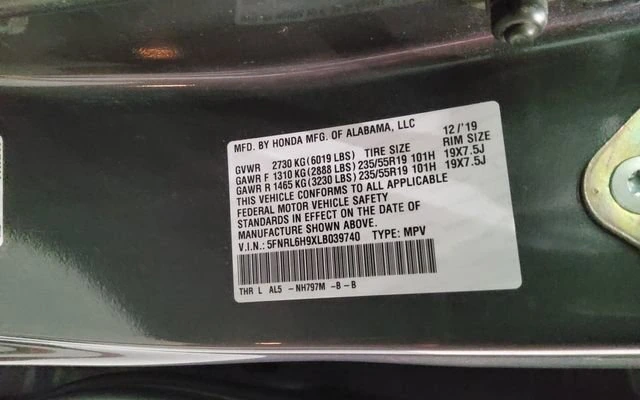 MFD. BY HONDA MFG. OF ALABAMA, LLC 12/'19
GVWR 2730 KG(6019 LBS) TIRE SIZE RIM SIZE
GAWR F 1310 KG(2888 LBS) 235/55R19 101H 19X7.5J
GAWR R 1465 KG(3230 LBS) 235/55R19 101H 19X7.5J
THIS VEHICLE CONFORMS TO ALL APPLICABLE
FEDERAL MOTOR VEHICLE SAFETY
STANDARDS IN EFFECT ON THE DATE OF
MANUFACTURE SHOWN ABOVE.
V.I.N.: 5FNRL6H9XLB039740 TYPE: MPV
THR L AL5 -NH797M -B -B